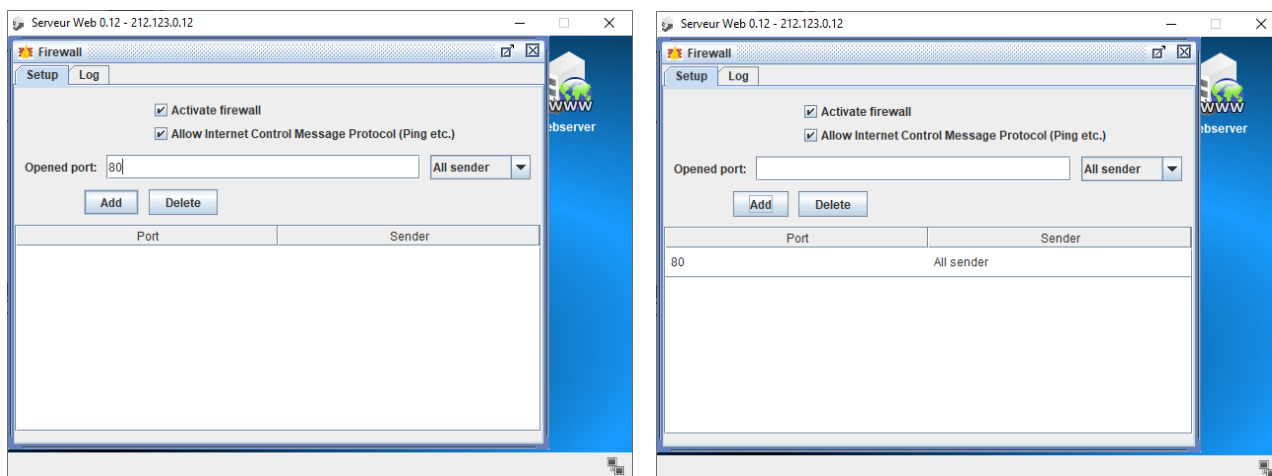 Serveur Web 0.12 - 212.123.0.12
Firewall
Setup Log
Activate firewall
WWW
Allow Internet Control Message Protocol (Ping etc.)
ebserver
Opened port: 80 All sender
Add Delete
Port Sender
Serveur Web 0.12 - 212.123.0.12
Firewall
Setup Log
Activate firewall
WWW
Allow Internet Control Message Protocol (Ping etc.)
ebserver
Opened port: All sender
Add Delete
Port Sender
80 All sender